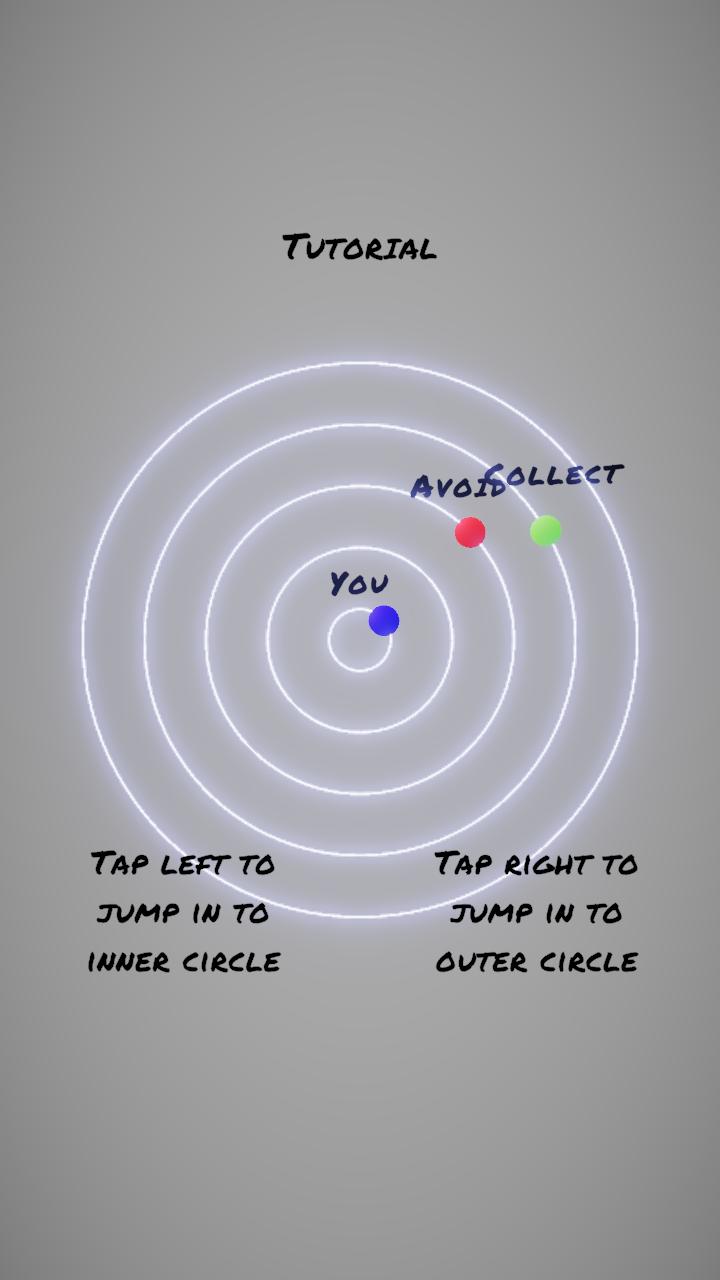 Tutorial
Avoid
Collect
You
Tap left to
jump in to
inner circle
Tap right to
jump in to
outer circle